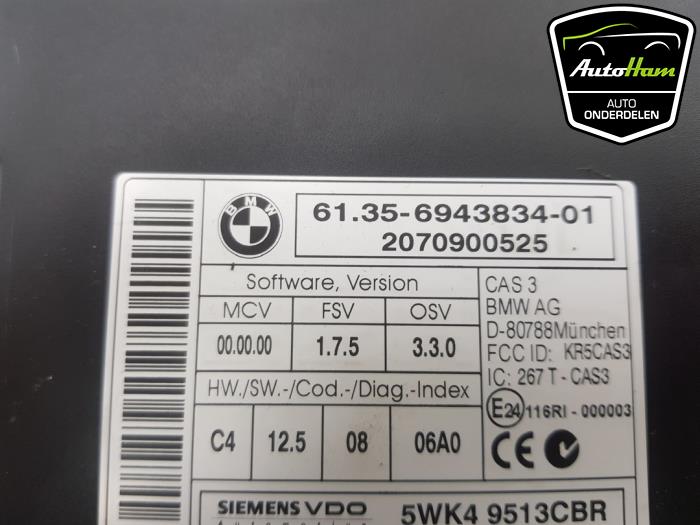 AutoHam
AUTO
ONDERDELEN
BMW
61.35-6943834-01
2070900525
Software, Version
MCV FSV OSV
00.00.00 1.7.5 3.3.0
HW./SW.-/Cod.-/Diag.-Index
C4 12.5 08 06A0
CAS 3
BMW AG
D-80788München
FCC ID: KR5CAS3
IC: 267 T - CAS3
E24 116RI - 000003
CE
SIEMENS VDO
Automotive
5WK4 9513CBR